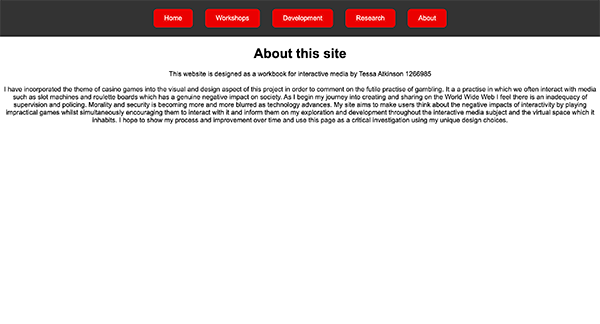 Home Workshops Development Research About
About this site
This website is designed as a workbook for interactive media by Tessa Atkinson 1266985
I have incorporated the theme of casino games into the visual and design aspect of this project in order to comment on the futile practise of gambling. It a a practise in which we often interact with media
such as slot machines and roulette boards which has a genuine negative impact on society. As I begin my journey into creating and sharing on the World Wide Web I feel there is an inadequacy of
supervision and policing. Morality and security is becoming more and more blurred as technology advances. My site aims to make users think about the negative impacts of interactivity by playing
impractical games whilst simultaneously encouraging them to interact with it and inform them on my exploration and development throughout the interactive media subject and the virtual space which it
inhabits. I hope to show my process and improvement over time and use this page as a critical investigation using my unique design choices.